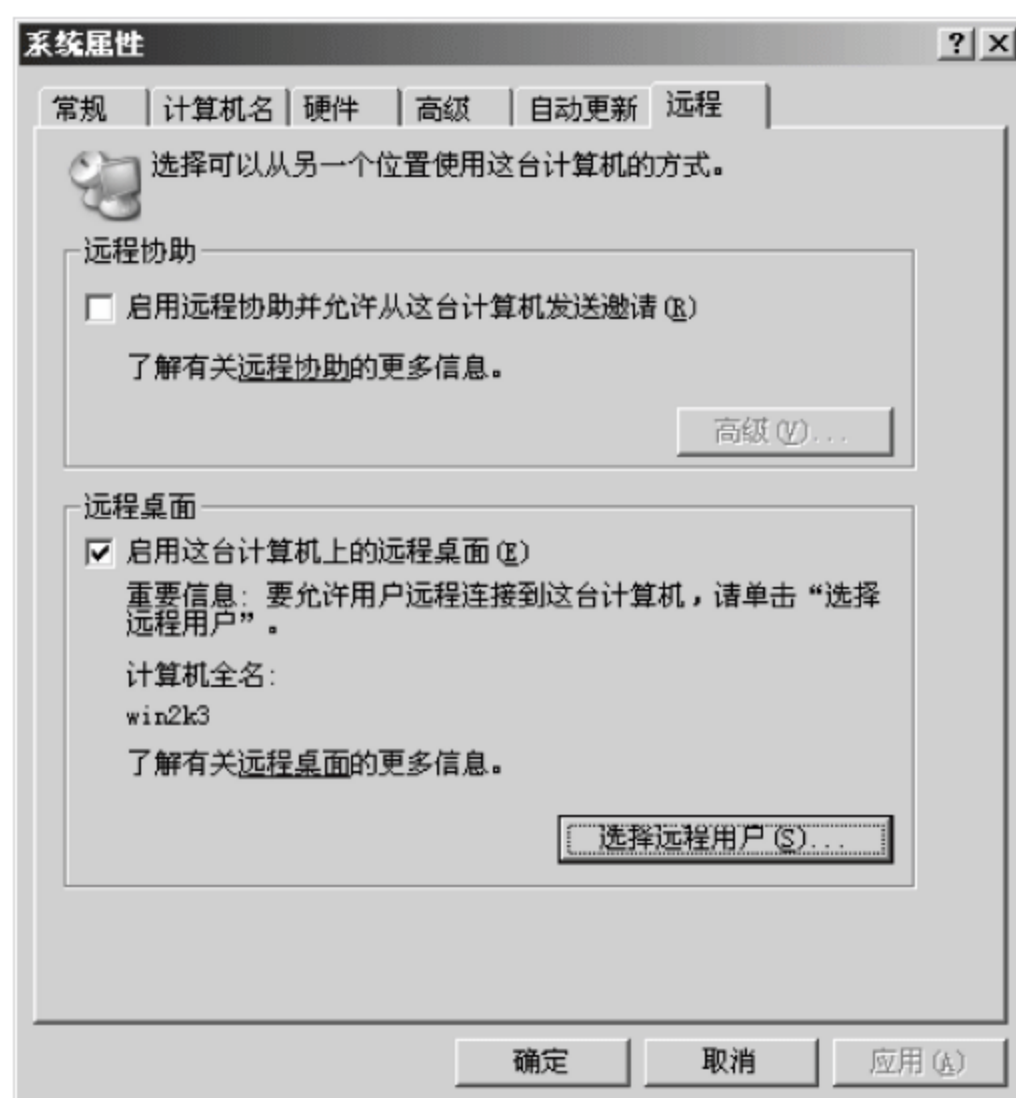 系统属性
常规 计算机名 硬件 高级 自动更新 远程
选择可以从另一个位置使用这台计算机的方式。
远程协助
启用远程协助并允许从这台计算机发送邀请(R)
了解有关远程协助的更多信息。
高级(V)...
远程桌面
启用这台计算机上的远程桌面(E)
重要信息: 要允许用户远程连接到这台计算机，请单击“选择
远程用户”。
计算机全名:
win2k3
了解有关远程桌面的更多信息。
选择远程用户(S)...
确定 取消 应用(A)